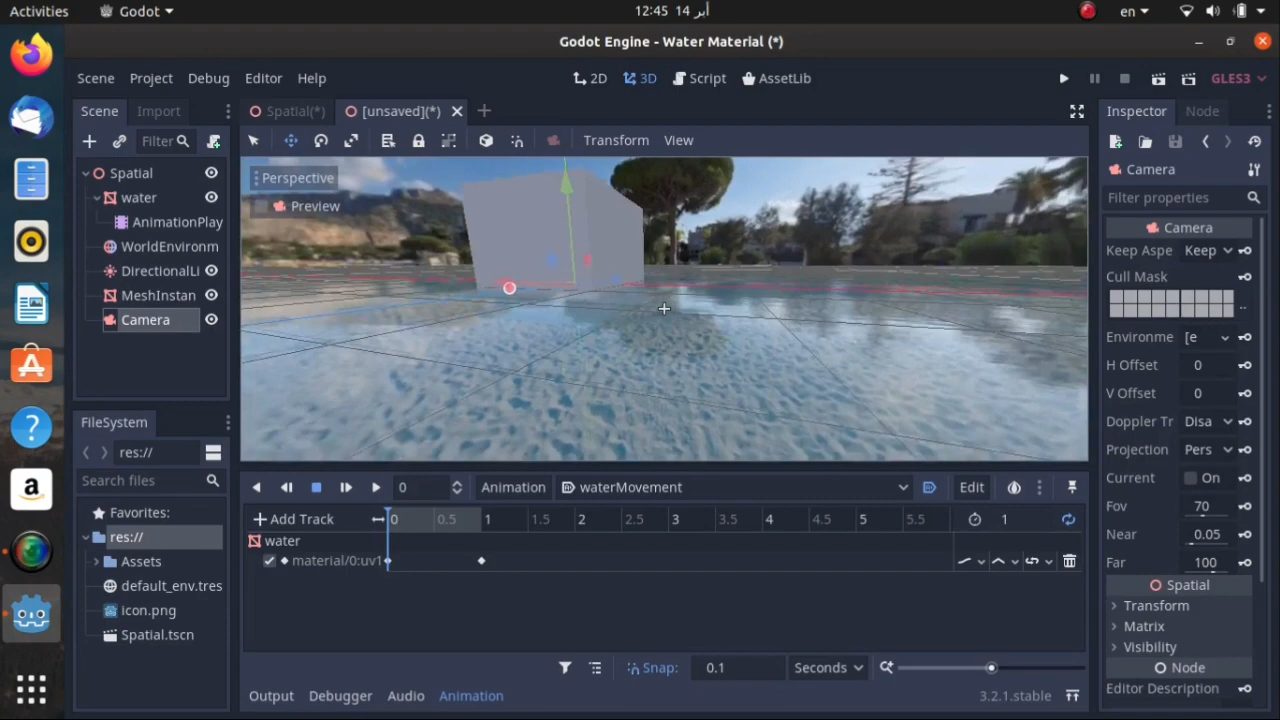 Activities
Godot
12:45 أبر 14
en
Godot Engine - Water Material (*)
Scene Project Debug Editor Help
2D 3D Script AssetLib
GLES3
Scene Import
Spatial(*) [unsaved](*)
Inspector Node
Filter
Transform View
Spatial
water
AnimationPlay
WorldEnvironm
DirectionalLi
MeshInstan
Camera
Perspective
Preview
Camera
Filter properties
Camera
Keep Aspe Keep
Cull Mask
..
Environme [e
H Offset 0
V Offset 0
Doppler Tr Disa
Projection Pers
Current On
Fov 70
Near 0.05
Far 100
Spatial
Transform
Matrix
Visibility
Node
Editor Description
FileSystem
res://
Search files
Favorites:
res://
Assets
default_env.tres
icon.png
Spatial.tscn
0 Animation waterMovement Edit
Add Track 0 0.5 1 1.5 2 2.5 3 3.5 4 4.5 5 5.5 1
water
material/0:uv1
Snap: 0.1 Seconds
Output Debugger Audio Animation 3.2.1.stable